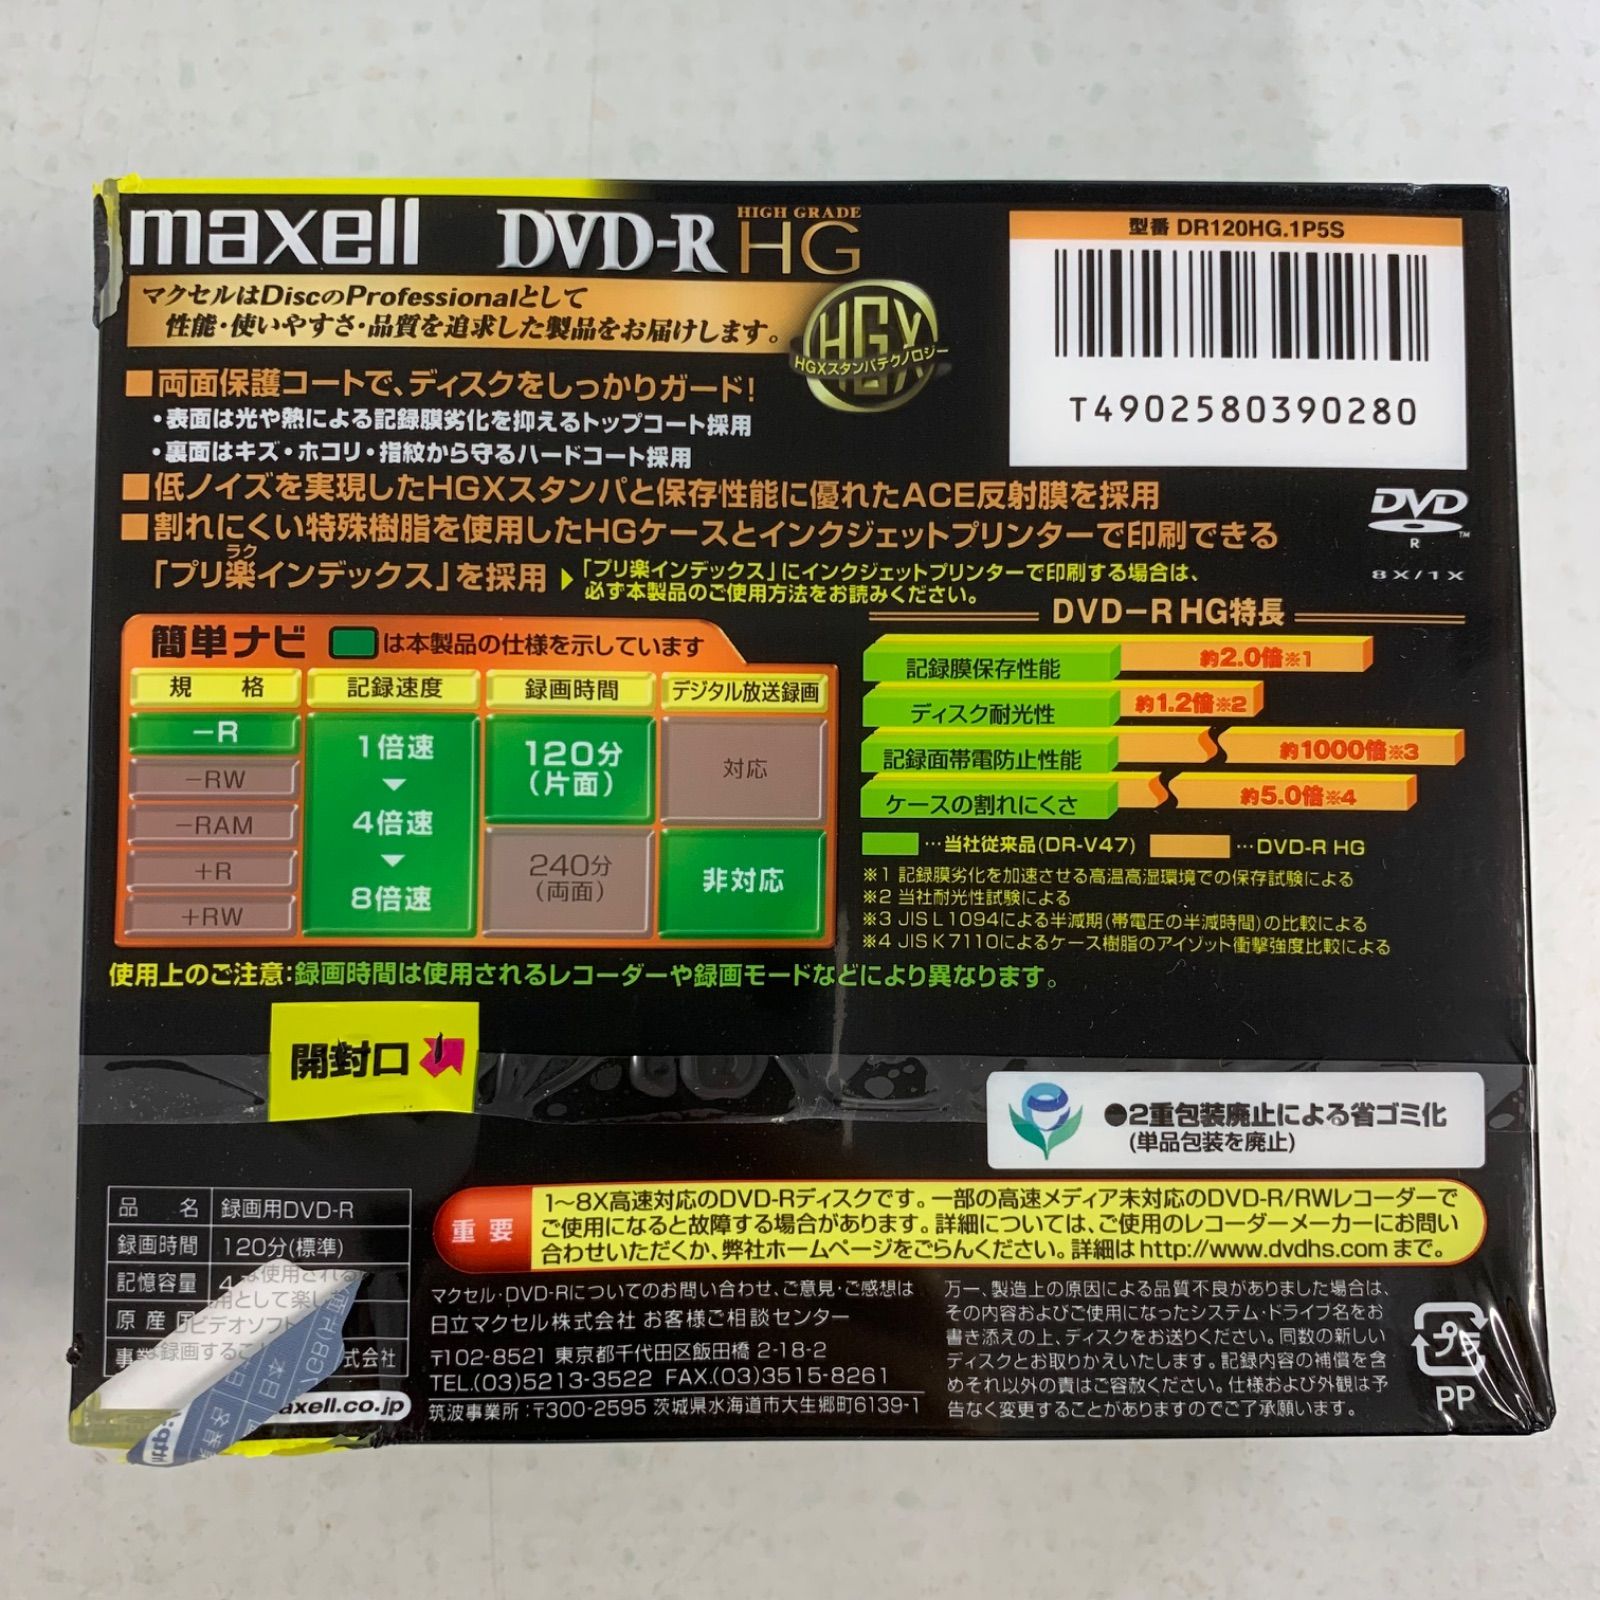 maxell
DVD-R HIGH GRADE HG
マクセルはDiscのProfessionalとして
性能・使いやすさ・品質を追求した製品をお届けします。
HGX
HGXスタンパテクノロジー
型番 DR120HG.1P5S
T4902580390280
■両面保護コートで、ディスクをしっかりガード!
・表面は光や熱による記録膜劣化を抑えるトップコート採用
・裏面はキズ・ホコリ・指紋から守るハードコート採用
■低ノイズを実現したHGXスタンパと保存性能に優れたACE反射膜を採用
■割れにくい特殊樹脂を使用したHGケースとインクジェットプリンターで印刷できる
ラク
「プリ楽インデックス」を採用
「プリ楽インデックス」にインクジェットプリンターで印刷する場合は、
必ず本製品のご使用方法をお読みください。
DVD
R
8X/1X
簡単ナビ は本製品の仕様を示しています
規格 記録速度 録画時間 デジタル放送録画
-R
-RW
-RAM
+R
+RW
1倍速
4倍速
8倍速
120分
(片面)
240分
(両面)
対応
非対応
DVD-R HG特長
記録膜保存性能 約2.0倍※1
ディスク耐光性 約1.2倍※2
記録面帯電防止性能 約1000倍※3
ケースの割れにくさ 約5.0倍※4
…当社従来品(DR-V47) …DVD-R HG
※1 記録膜劣化を加速させる高温高湿環境での保存試験による
※2 当社耐光性試験による
※3 JIS L 1094による半減期(帯電圧の半減時間)の比較による
※4 JIS K 7110によるケース樹脂のアイゾット衝撃強度比較による
使用上のご注意:録画時間は使用されるレコーダーや録画モードなどにより異なります。
開封口
●2重包装廃止による省ゴミ化
(単品包装を廃止)
品名 録画用DVD-R
録画時間 120分(標準)
記憶容量 4
原産国
事 式会社
axell.co.jp
重要
1〜8X高速対応のDVD-Rディスクです。一部の高速メディア未対応のDVD-R/RWレコーダーで
ご使用になると故障する場合があります。詳細については、ご使用のレコーダーメーカーにお問い
合わせいただくか、弊社ホームページをごらんください。詳細は http://www.dvdhs.com まで。
マクセル・DVD-Rについてのお問い合わせ、ご意見・ご感想は
日立マクセル株式会社 お客様ご相談センター
〒102-8521 東京都千代田区飯田橋 2-18-2
TEL.(03)5213-3522 FAX.(03)3515-8261
筑波事業所:〒300-2595 茨城県水海道市大生郷町6139-1
万一、製造上の原因による品質不良がありました場合は、
その内容およびご使用になったシステム・ドライブ名をお
書き添えの上、ディスクをお送りください。同数の新しい
ディスクとお取りかえいたします。記録内容の補償を含
めそれ以外の責はご容赦ください。仕様および外観は予
告なく変更することがありますのでご了承願います。
プラ
PP